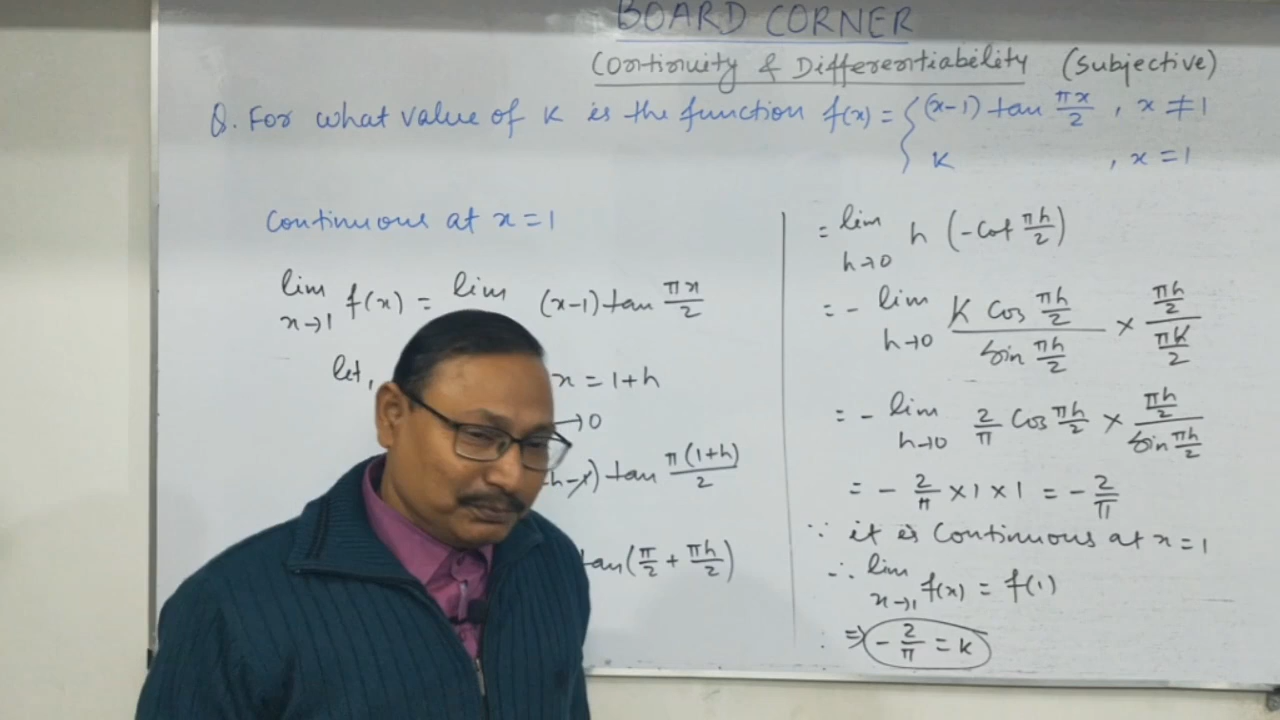 BOARD CORNER
Continuity & Differentiability (Subjective)
Q. For what value of K is the function f(x) = { (x-1) tan πx/2 , x ≠ 1
K , x = 1
Continuous at x = 1
lim x→1 f(x) = lim (x-1) tan πx/2
let, x = 1+h
→0
h-1) tan π(1+h)/2
tan(π/2 + πh/2)
= lim h→0 h (-cot πh/2)
= - lim h→0 h cos πh/2 / sin πh/2 × πh/2 / πh/2
= - lim h→0 2/π cos πh/2 × πh/2 / sin πh/2
= - 2/π × 1 × 1 = - 2/π
∵ it is continuous at x = 1
∴ lim x→1 f(x) = f(1)
⇒ - 2/π = k